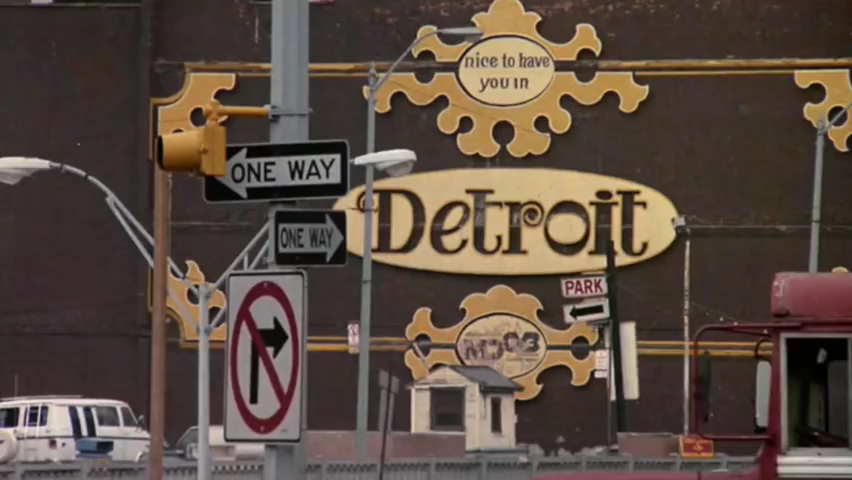 nice to have
you in
Detroit
ONE WAY
ONE WAY
PARK